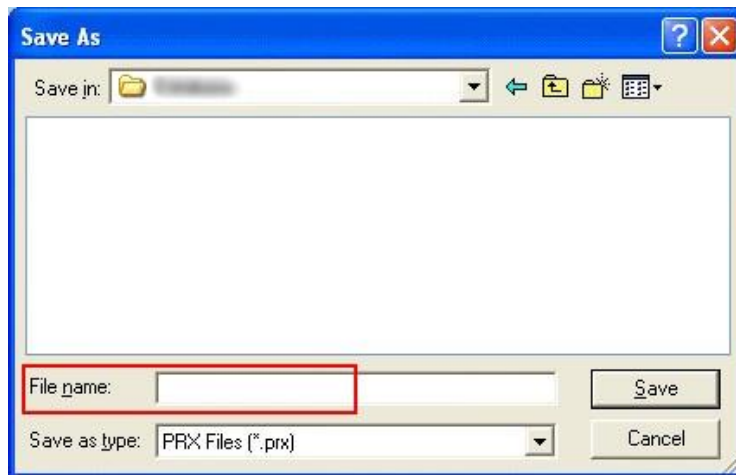 Save As
?
Save in:
File name:
Save
Save as type: PRX Files (*.prx)
Cancel